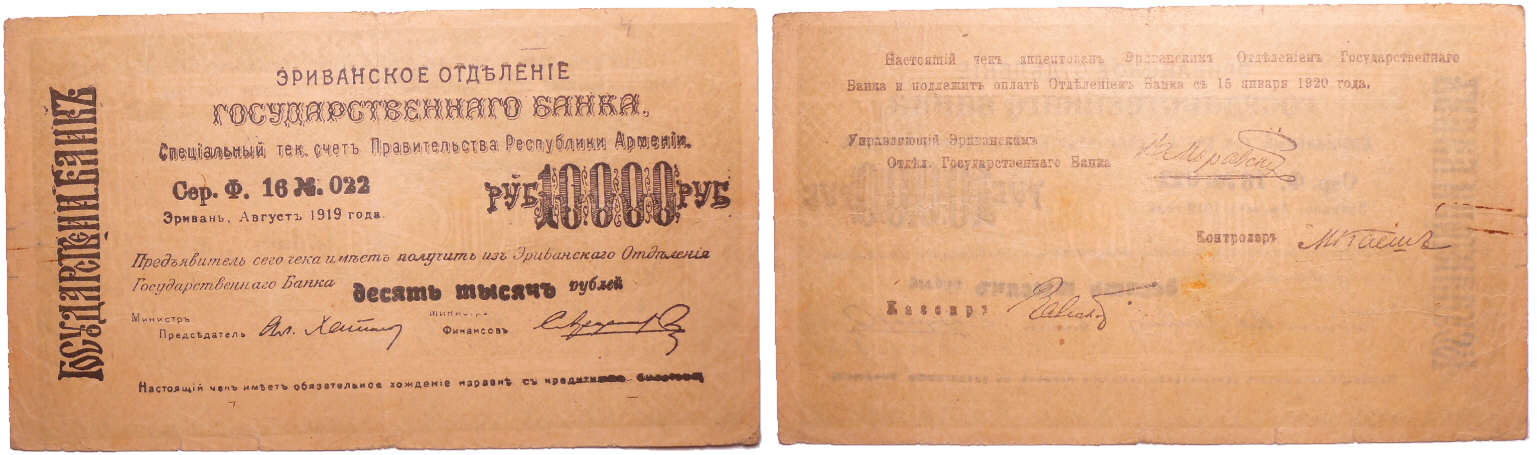 ГОСУДАРСТВЕН. БАНКЪ
ЭРИВАНСКОЕ ОТДѢЛЕНІЕ
ГОСУДАРСТВЕННАГО БАНКА,
Спеціальный тек. счетъ Правительства Республики Арменіи.
Сер. Ф. 16 №. 022
РУБ 10000 РУБ
Эривань, Августъ 1919 года.
Предъявитель сего чека имѣетъ получить изъ Эриванскаго Отдѣленія
Государственнаго Банка десять тысячъ рублей
Министръ
Предсѣдатель
Министръ
Финансовъ
Настоящій чекъ имѣетъ обязательное хожденіе наравнѣ съ кредитными билетами
Настоящій чекъ акцептованъ Эриванскимъ Отдѣленіемъ Государственнаго
Банка и подлежитъ оплатѣ Отдѣленіемъ Банка съ 15 января 1920 года.
Управляющій Эриванскимъ
Отдѣл. Государственнаго Банка
Контролеръ
Кассиръ